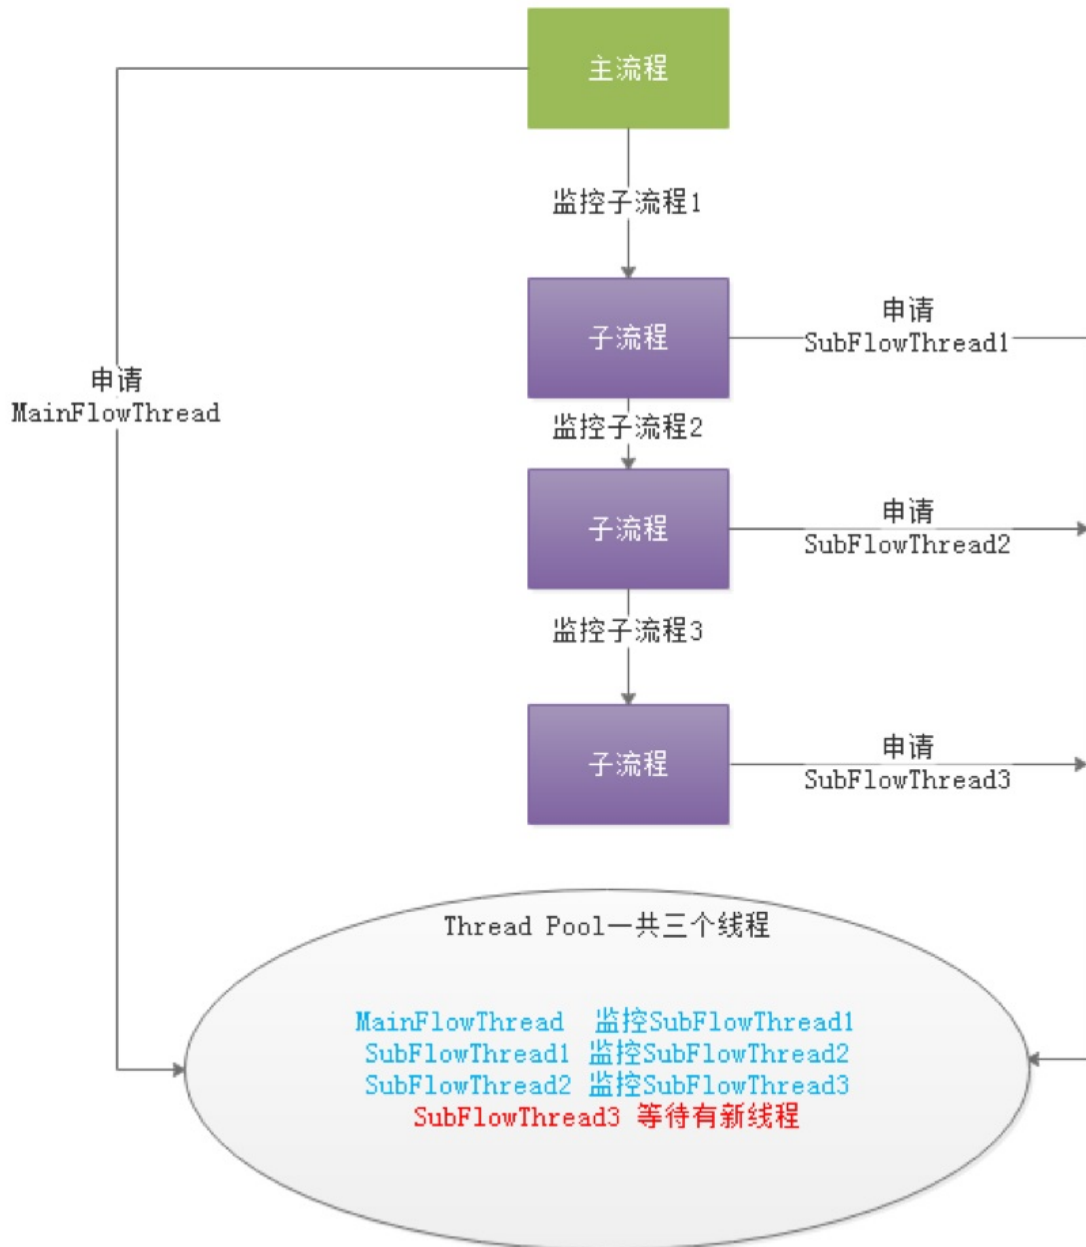 主流程
监控子流程1
子流程
申请
SubFlowThread1
申请
MainFlowThread
监控子流程2
子流程
申请
SubFlowThread2
监控子流程3
子流程
申请
SubFlowThread3
Thread Pool一共三个线程
MainFlowThread 监控SubFlowThread1
SubFlowThread1 监控SubFlowThread2
SubFlowThread2 监控SubFlowThread3
SubFlowThread3 等待有新线程